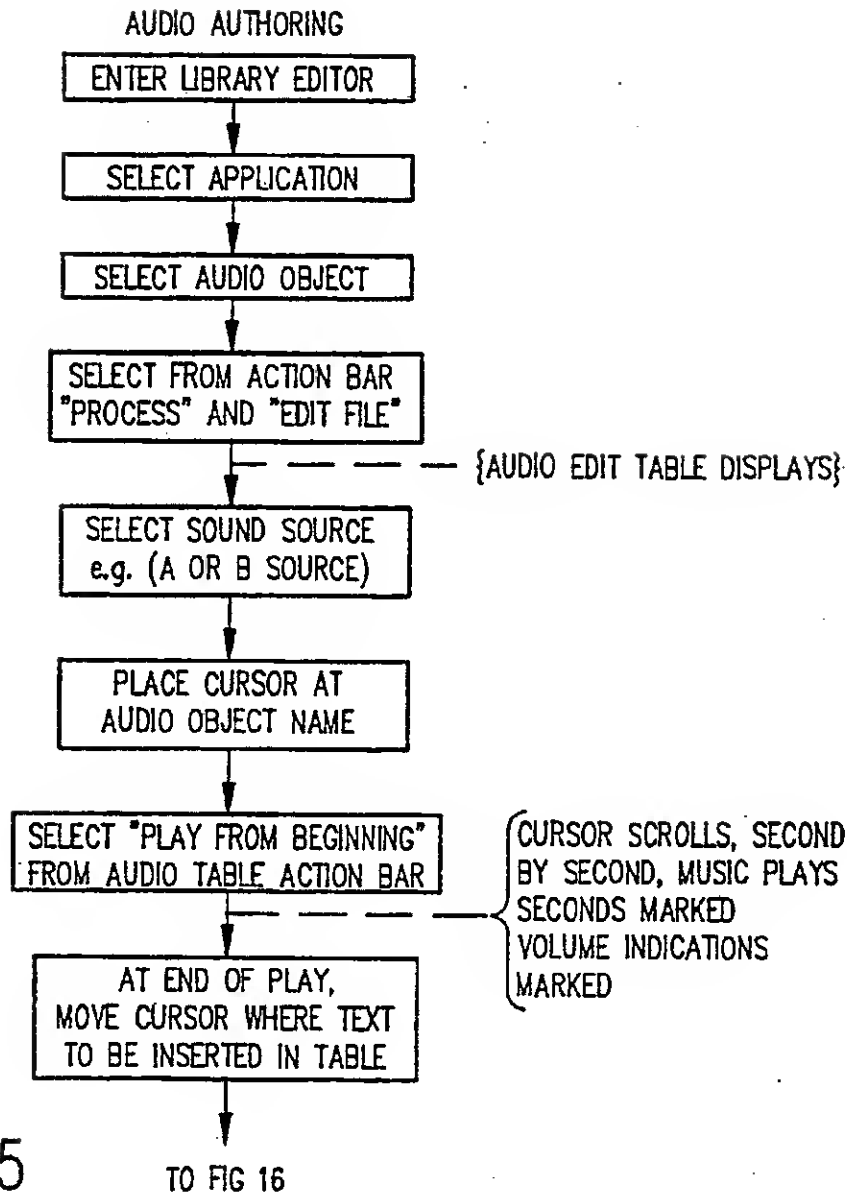 AUDIO AUTHORING
ENTER LIBRARY EDITOR
SELECT APPLICATION
SELECT AUDIO OBJECT
SELECT FROM ACTION BAR
"PROCESS" AND "EDIT FILE"
{AUDIO EDIT TABLE DISPLAYS}
SELECT SOUND SOURCE
e.g. (A OR B SOURCE)
PLACE CURSOR AT
AUDIO OBJECT NAME
SELECT "PLAY FROM BEGINNING"
FROM AUDIO TABLE ACTION BAR
CURSOR SCROLLS, SECOND
BY SECOND, MUSIC PLAYS
SECONDS MARKED
VOLUME INDICATIONS
MARKED
AT END OF PLAY,
MOVE CURSOR WHERE TEXT
TO BE INSERTED IN TABLE
5
TO FIG 16